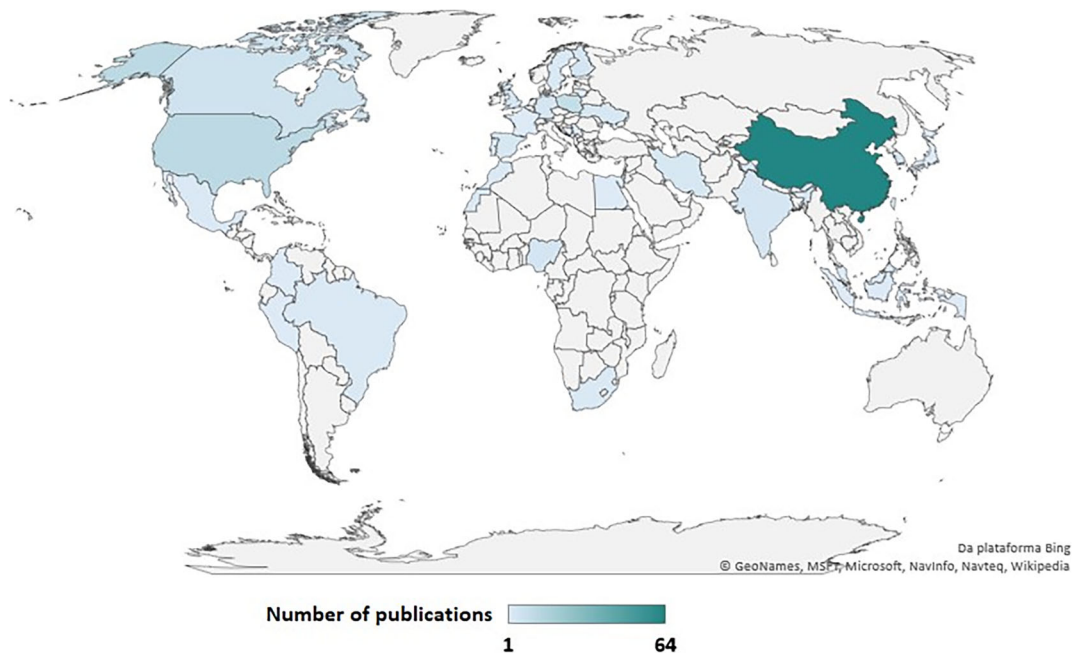 Da plataforma Bing
© GeoNames, MSFT, Microsoft, NavInfo, Navteq, Wikipedia
Number of publications
1 64